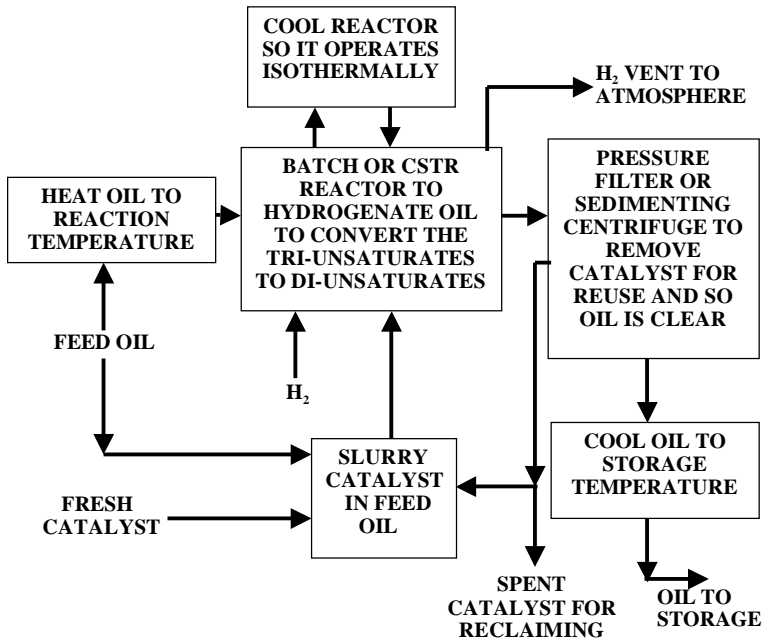 COOL REACTOR
SO IT OPERATES
ISOTHERMALLY
H₂ VENT TO
ATMOSPHERE
HEAT OIL TO
REACTION
TEMPERATURE
BATCH OR CSTR
REACTOR TO
HYDROGENATE OIL
TO CONVERT THE
TRI-UNSATURATES
TO DI-UNSATURATES
PRESSURE
FILTER OR
SEDIMENTING
CENTRIFUGE TO
REMOVE
CATALYST FOR
REUSE AND SO
OIL IS CLEAR
FEED OIL
H₂
SLURRY
CATALYST
IN FEED
OIL
COOL OIL TO
STORAGE
TEMPERATURE
FRESH
CATALYST
SPENT
CATALYST FOR
RECLAIMING
OIL TO
STORAGE